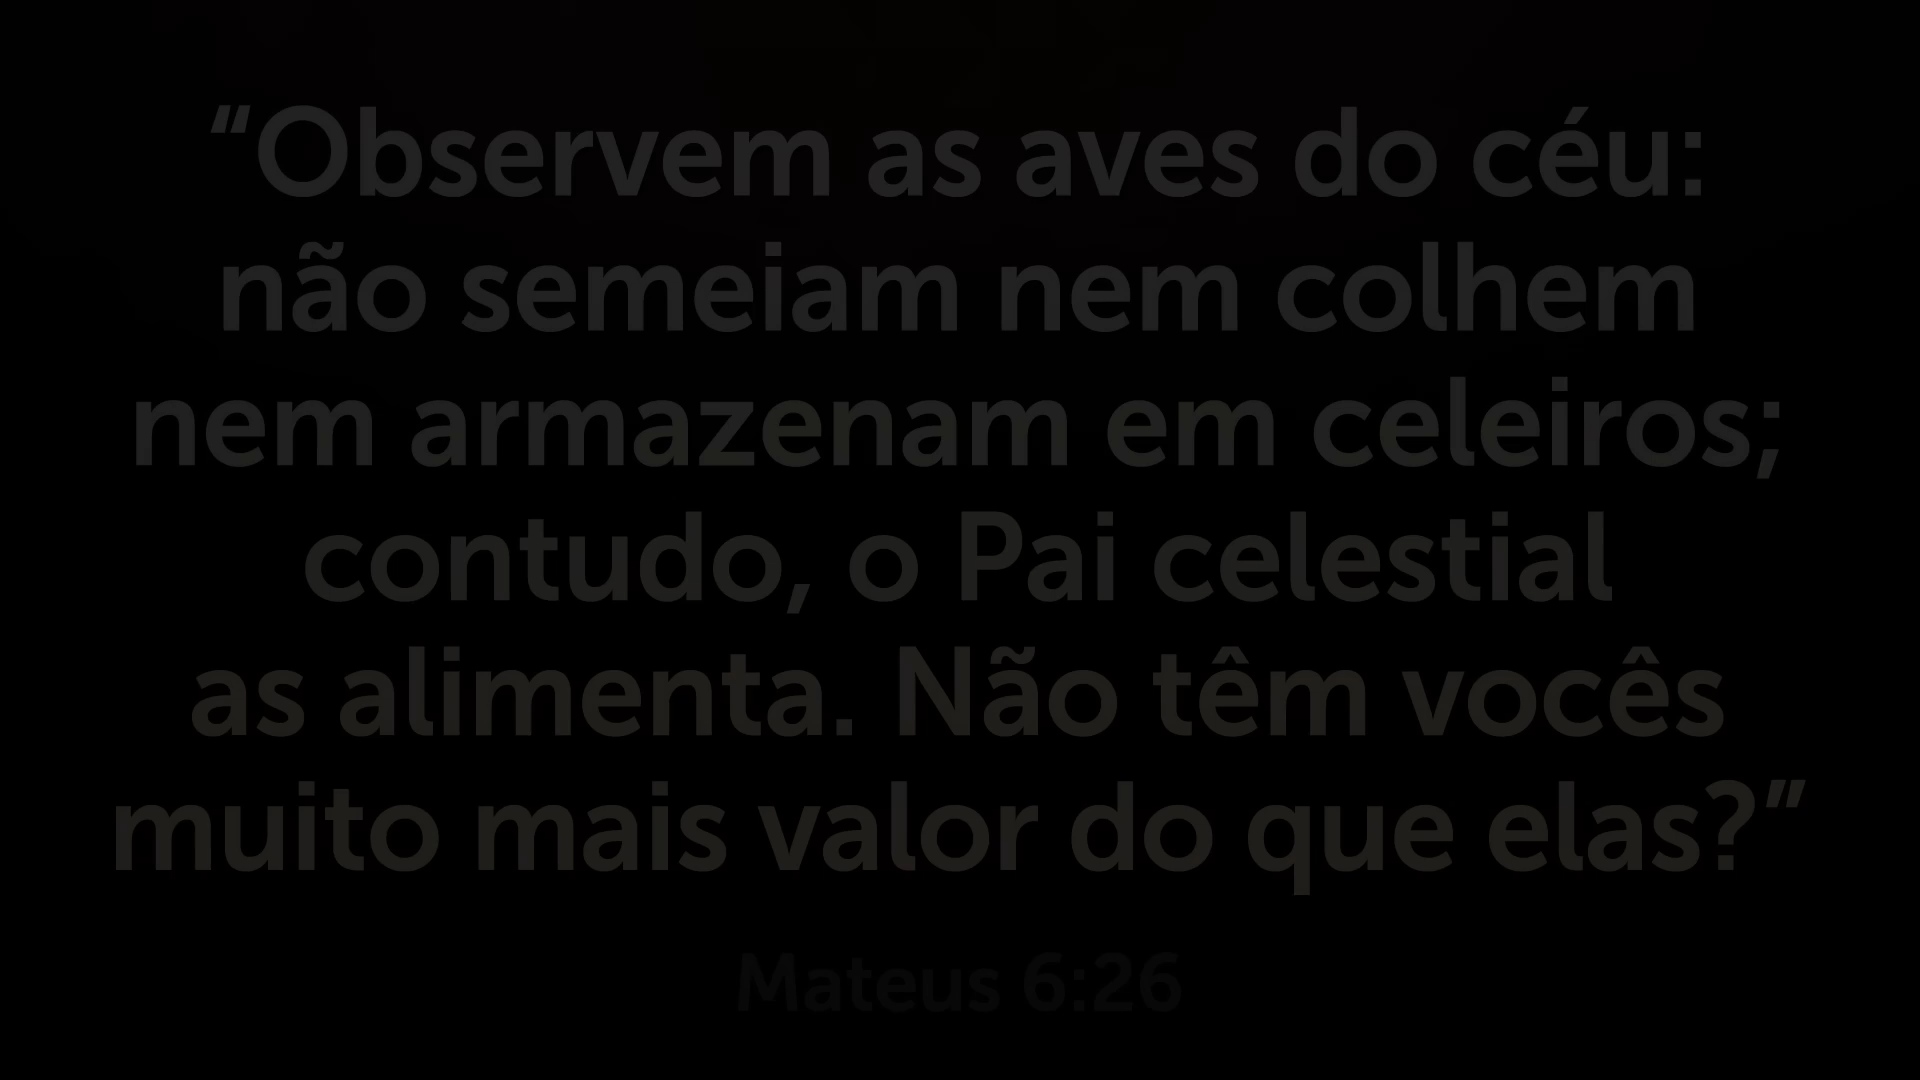 “Observem as aves do céu:
não semeiam nem colhem
nem armazenam em celeiros;
contudo, o Pai celestial
as alimenta. Não têm vocês
muito mais valor do que elas?”
Mateus 6:26